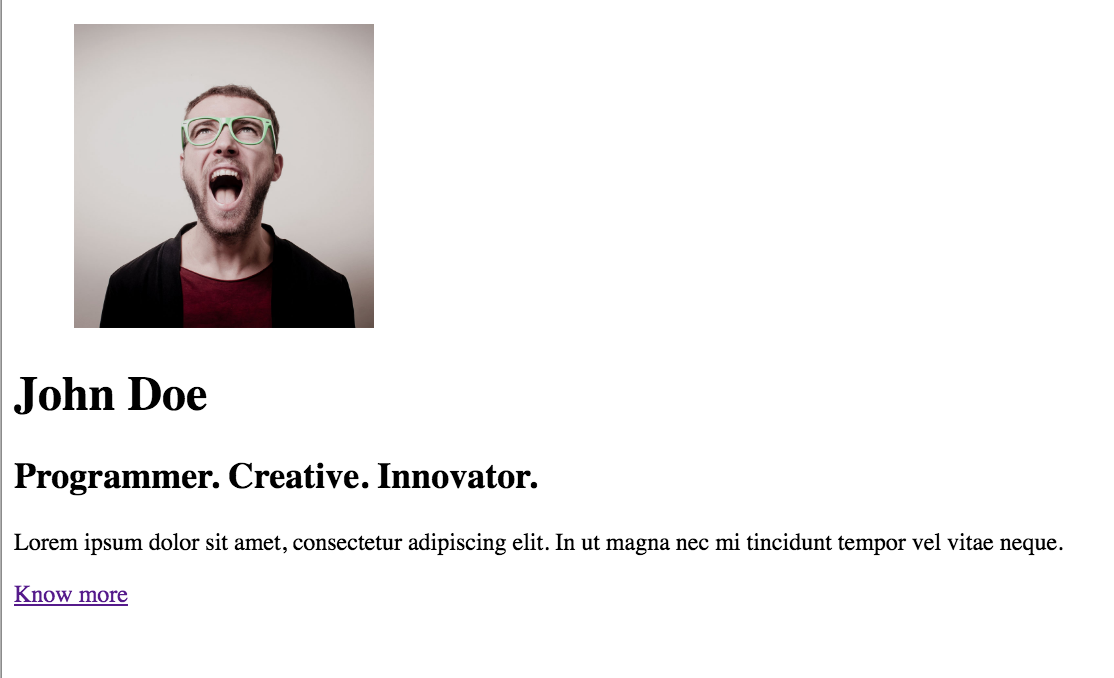 John Doe
Programmer. Creative. Innovator.
Lorem ipsum dolor sit amet, consectetur adipiscing elit. In ut magna nec mi tincidunt tempor vel vitae neque.
Know more